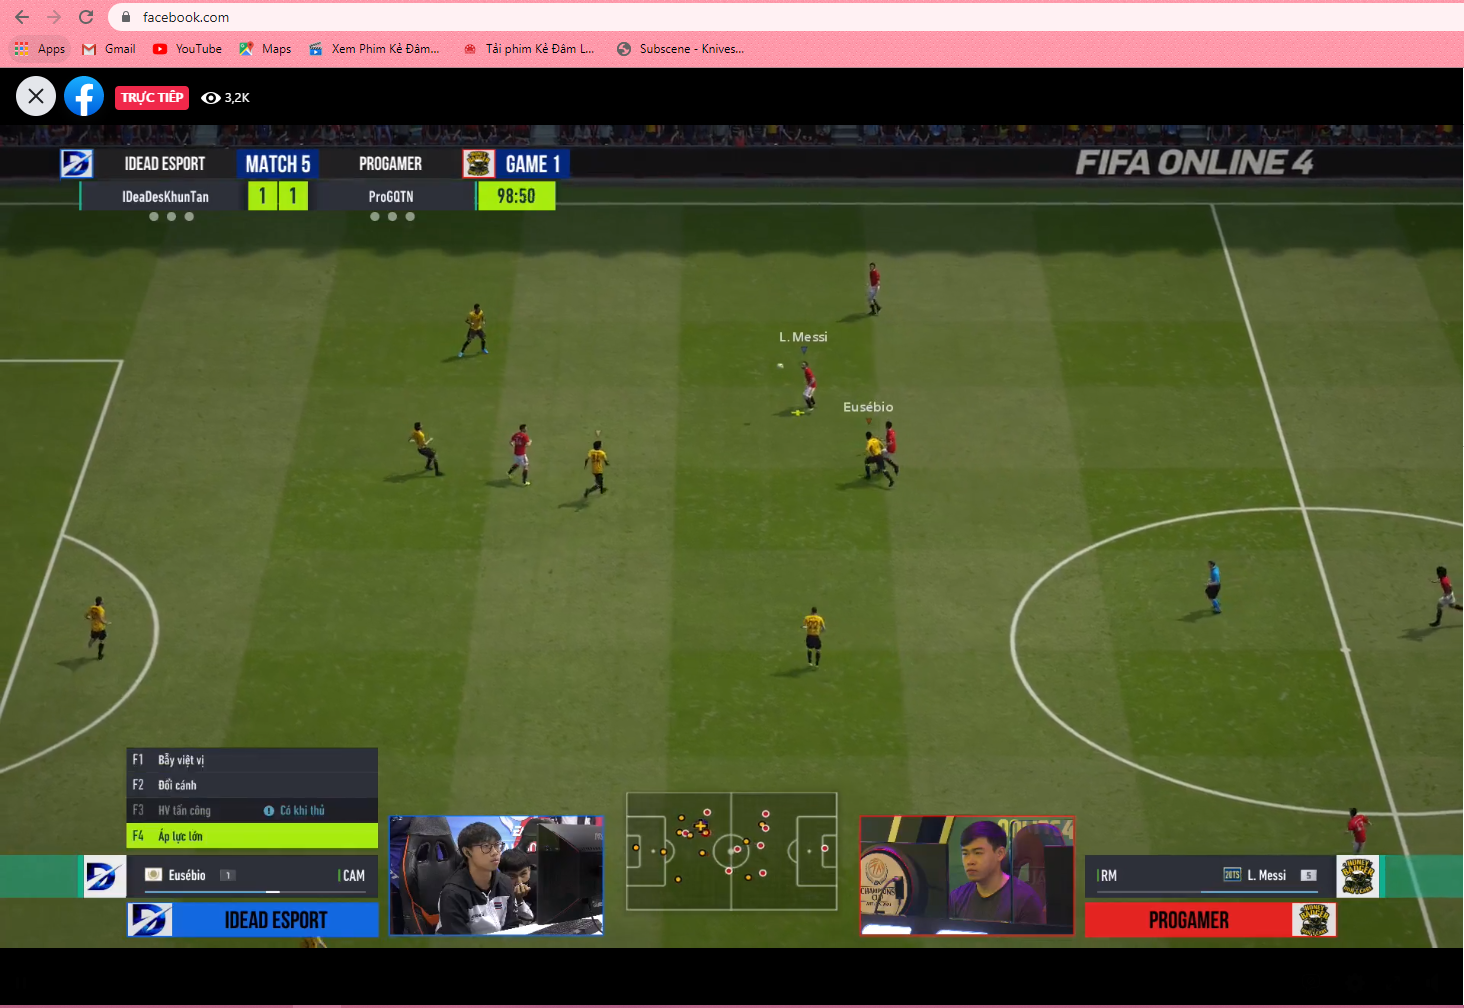 facebook.com
Apps Gmail YouTube Maps Xem Phim Kẻ Đâm... Tải phim Kẻ Đâm L... Subscene - Knives...
TRỰC TIẾP 3,2K
IDEAD ESPORT MATCH 5 PROGAMER GAME 1
IDeaDesKhunTan 1 1 ProGQTN 98:50
FIFA ONLINE 4
L. Messi
Eusébio
F1 Bẫy việt vị
F2 Đổi cánh
F3 HV tấn công Có khi thủ
F4 Áp lực lớn
Eusébio 1 CAM
IDEAD ESPORT
RM 20TS L. Messi 5
PROGAMER